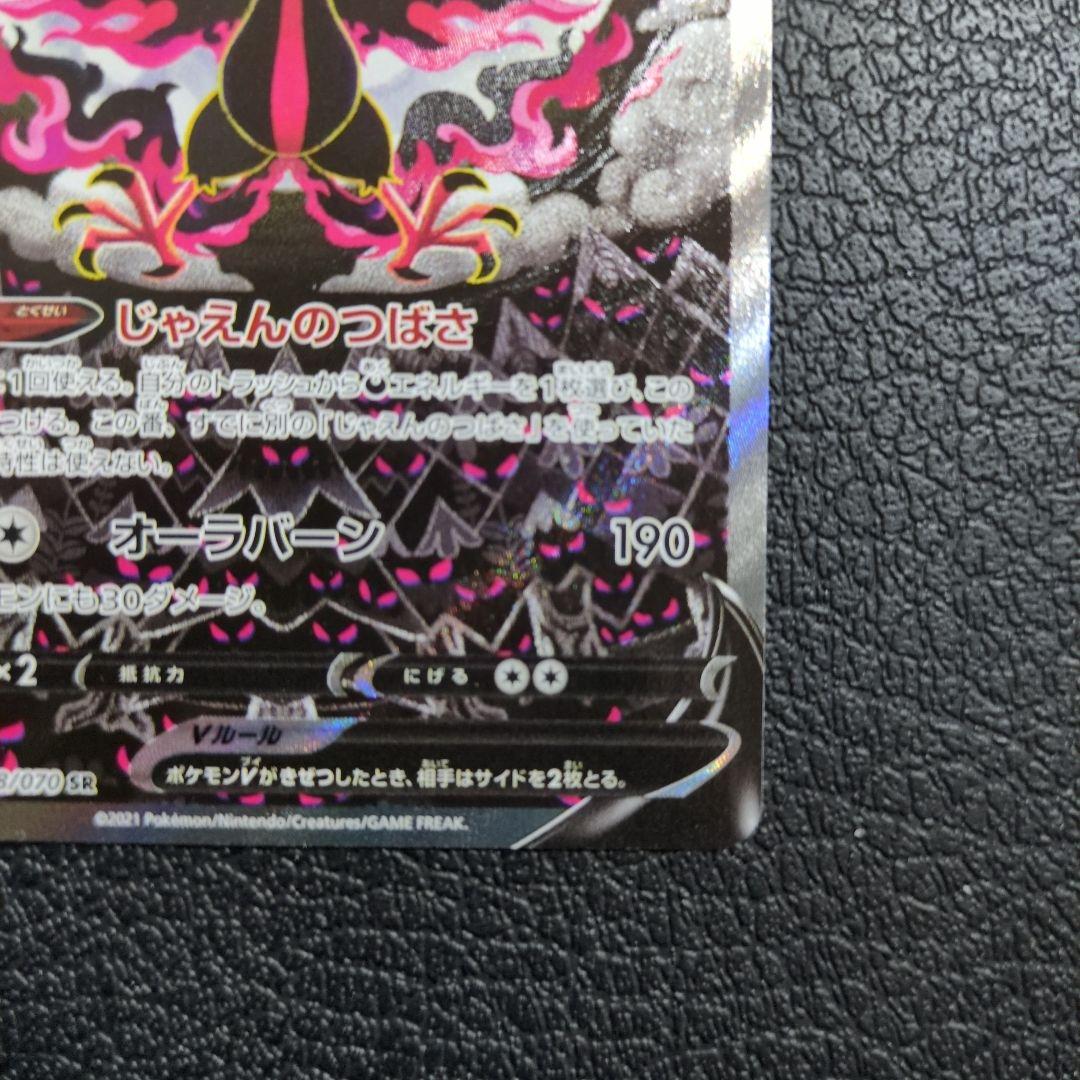 とくせい
じゃえんのつばさ
1回使える。自分のトラッシュからエネルギーを1枚選び、この
つける。この番、すでに別の「じゃえんのつばさ」を使っていた
特性は使えない。
オーラバーン 190
モンにも30ダメージ。
×2 抵抗力 にげる
Vルール
ポケモンVがきぜつしたとき、相手はサイドを2枚とる。
/070 SR
©2021 Pokémon/Nintendo/Creatures/GAME FREAK.